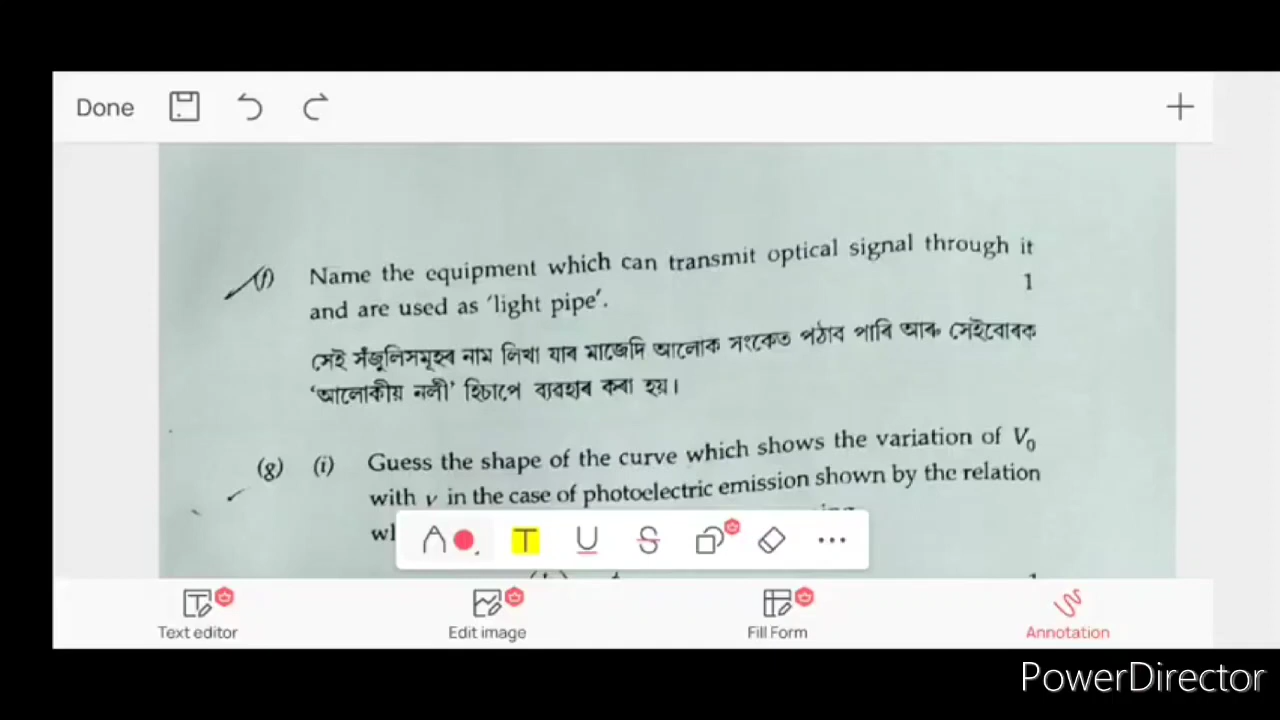 Done
(f) Name the equipment which can transmit optical signal through it
and are used as 'light pipe'. 1
সেই সঁজুলিসমূহৰ নাম লিখা যাৰ মাজেদি আলোক সংকেত পঠাব পাৰি আৰু সেইবোৰক
'আলোকীয় নলী' হিচাপে ব্যৱহাৰ কৰা হয়।
(g) (i) Guess the shape of the curve which shows the variation of V₀
with ν in the case of photoelectric emission shown by the relation
T U S
Text editor Edit image Fill Form Annotation
PowerDirector